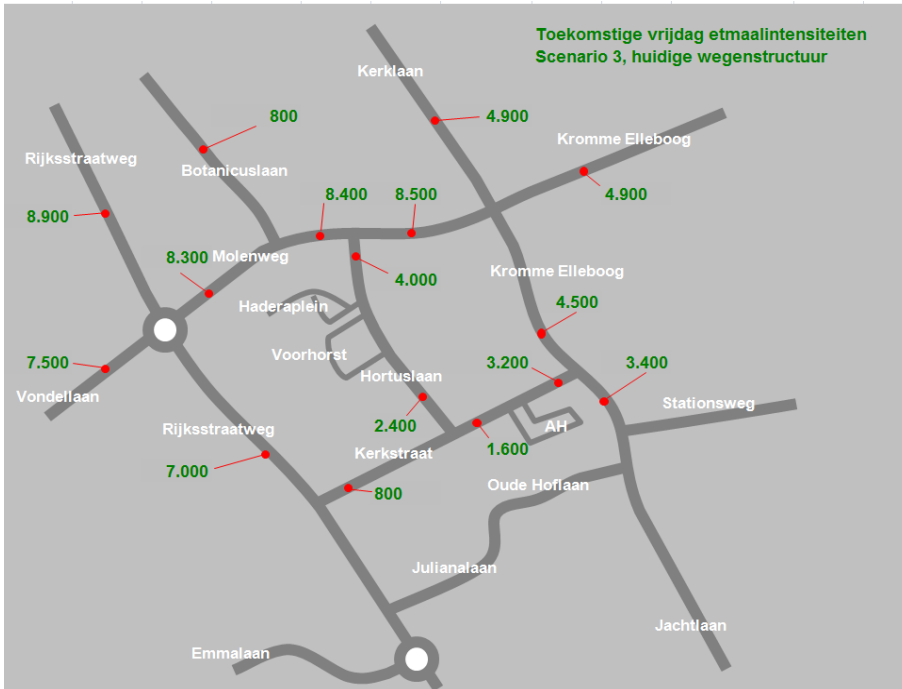 Toekomstige vrijdag etmaalintensiteiten
Scenario 3, huidige wegenstructuur
Kerklaan
800
4.900
Kromme Elleboog
Rijksstraatweg
Botanicuslaan
4.900
8.400
8.500
8.900
8.300
Molenweg
4.000
Kromme Elleboog
Haderaplein
4.500
Voorhorst
7.500
3.200
3.400
Hortuslaan
Vondellaan
Stationsweg
2.400
AH
Rijksstraatweg
1.600
Kerkstraat
7.000
800
Oude Hoflaan
Julianalaan
Jachtlaan
Emmalaan